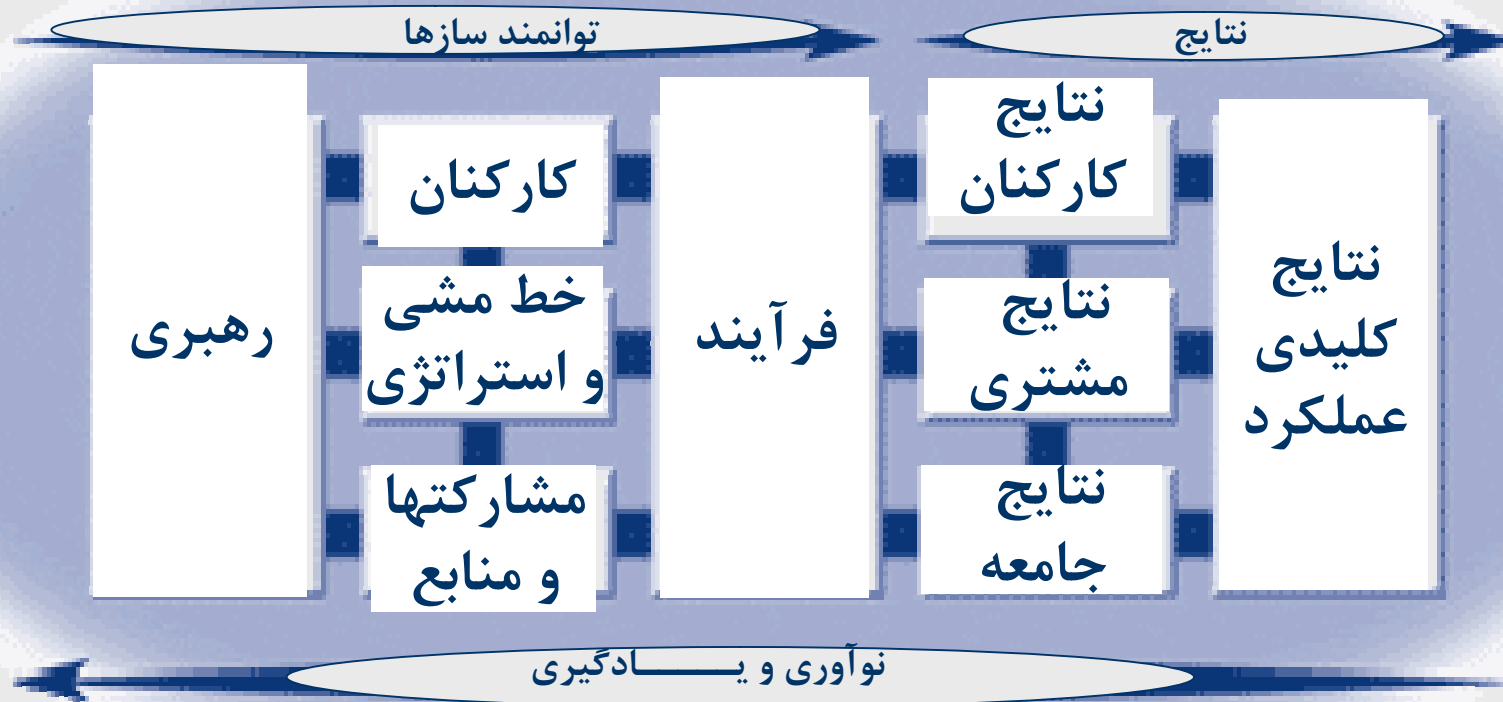 توانمند سازها
نتایج
رهبری
کارکنان
خط مشی
و استراتژی
مشارکتها
و منابع
فرآیند
نتایج
کارکنان
نتایج
مشتری
نتایج
جامعه
نتایج
کلیدی
عملکرد
نوآوری و یـــــــادگیری